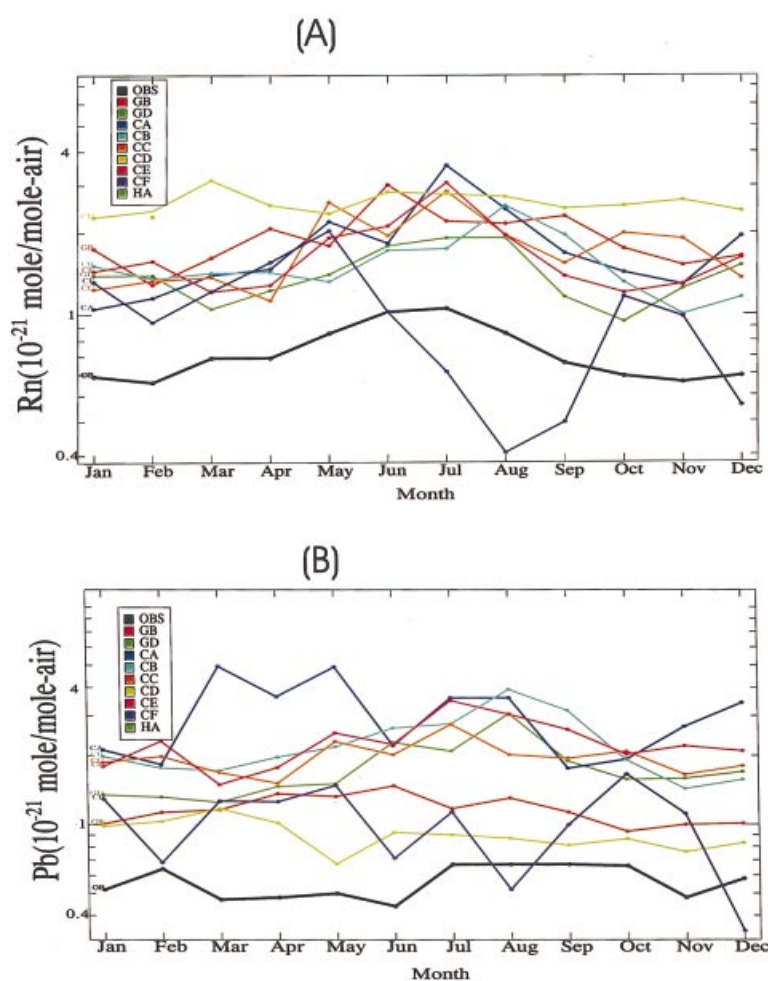 (A)
OBS
GB
GD
CA
CB
CC
CD
CE
CF
HA
Rn(10-21 mole/mole-air)
4
1
0.4
GB
CA
Jan Feb Mar Apr May Jun Jul Aug Sep Oct Nov Dec
Month
(B)
OBS
GB
GD
CA
CB
CC
CD
CE
CF
HA
Pb(10-21 mole/mole-air)
4
1
0.4
CA
Jan Feb Mar Apr May Jun Jul Aug Sep Oct Nov Dec
Month